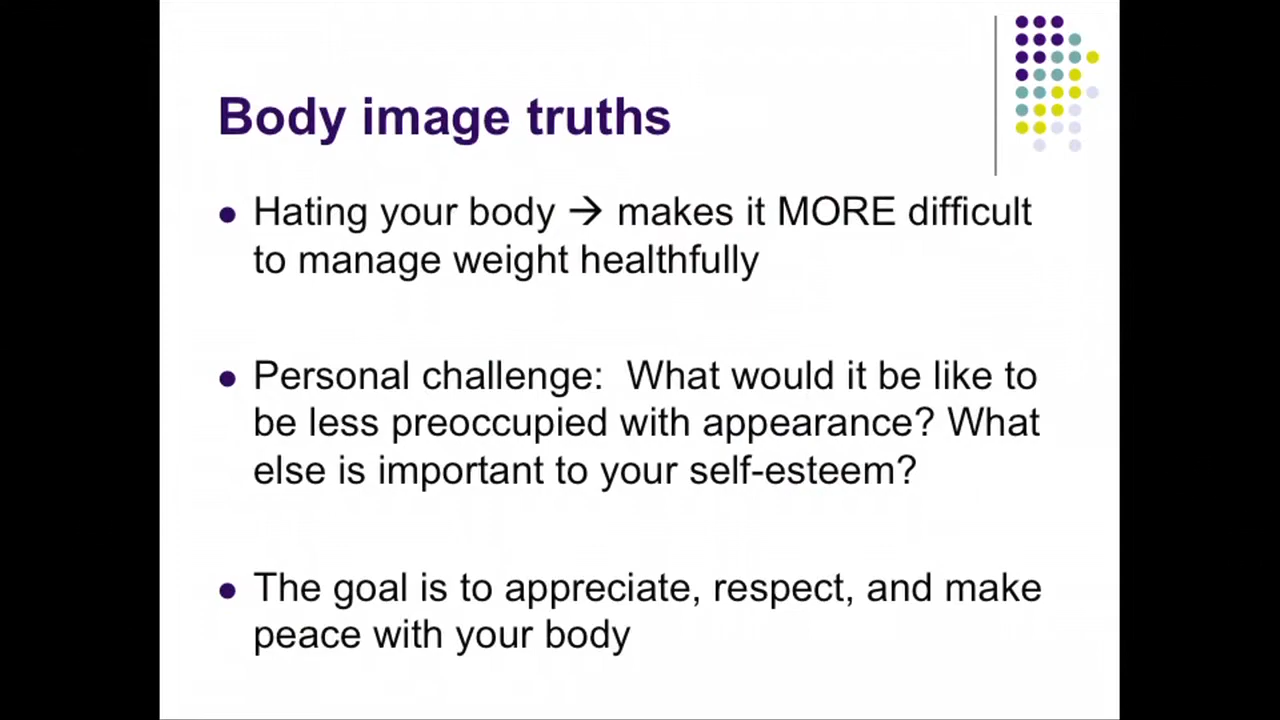 Body image truths
● Hating your body → makes it MORE difficult
to manage weight healthfully
● Personal challenge:  What would it be like to
be less preoccupied with appearance? What
else is important to your self-esteem?
● The goal is to appreciate, respect, and make
peace with your body